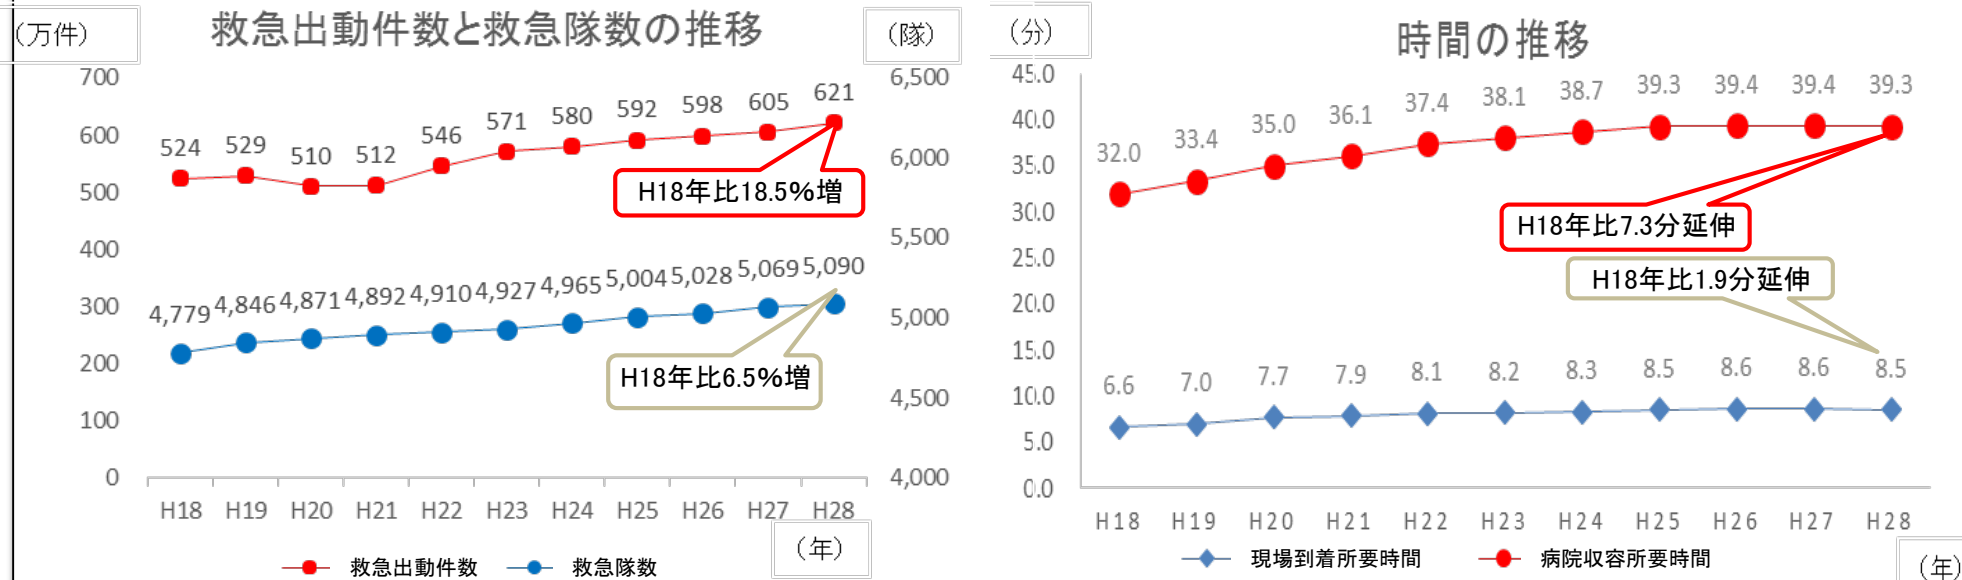 (万件)
救急出動件数と救急隊数の推移
(隊)
700
600
500
400
300
200
100
0
6,500
6,000
5,500
5,000
4,500
4,000
524 529 510 512 546 571 580 592 598 605 621
H18年比18.5%増
4,779 4,846 4,871 4,892 4,910 4,927 4,965 5,004 5,028 5,069 5,090
H18年比6.5%増
H18 H19 H20 H21 H22 H23 H24 H25 H26 H27 H28
(年)
救急出動件数 救急隊数
(分)
時間の推移
45.0
40.0
35.0
30.0
25.0
20.0
15.0
10.0
5.0
0.0
32.0 33.4 35.0 36.1 37.4 38.1 38.7 39.3 39.4 39.4 39.3
H18年比7.3分延伸
H18年比1.9分延伸
6.6 7.0 7.7 7.9 8.1 8.2 8.3 8.5 8.6 8.6 8.5
H18 H19 H20 H21 H22 H23 H24 H25 H26 H27 H28
現場到着所要時間 病院収容所要時間
(年)